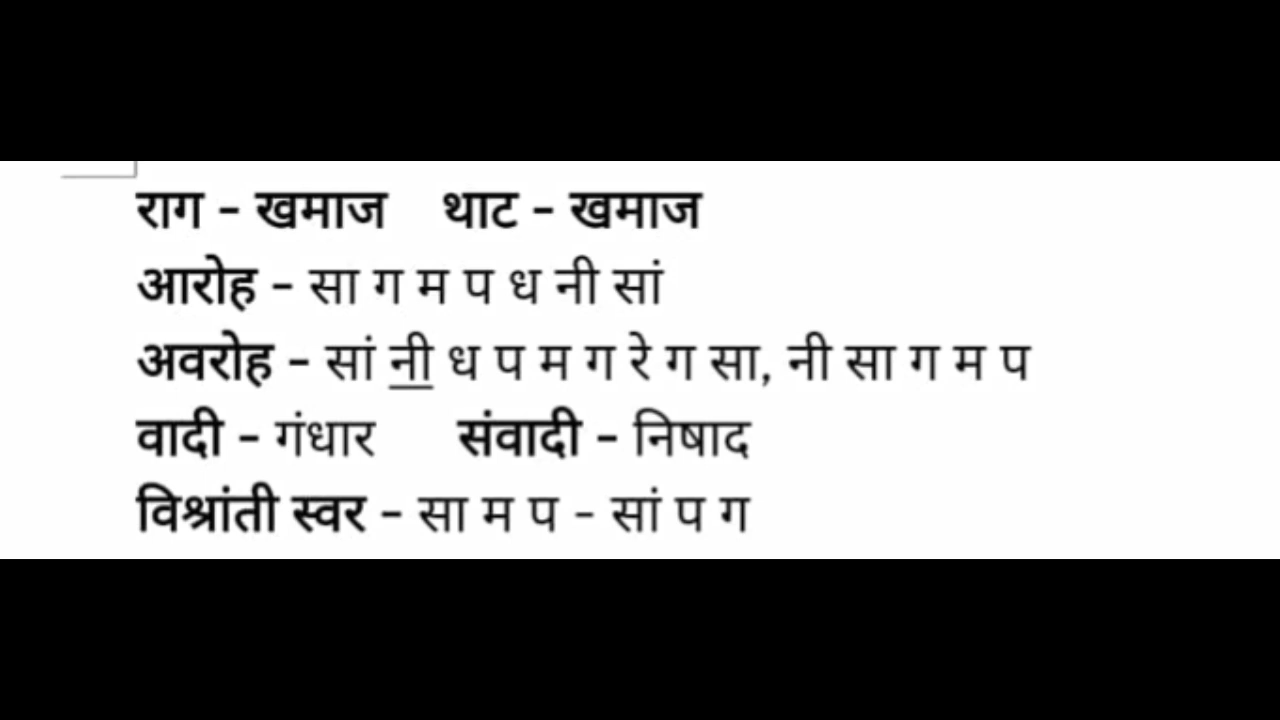 राग - खमाज थाट - खमाज
आरोह - सा ग म प ध नी सां
अवरोह - सां नी ध प म ग रे ग सा, नी सा ग म प
वादी - गंधार संवादी - निषाद
विश्रांती स्वर - सा म प - सां प ग